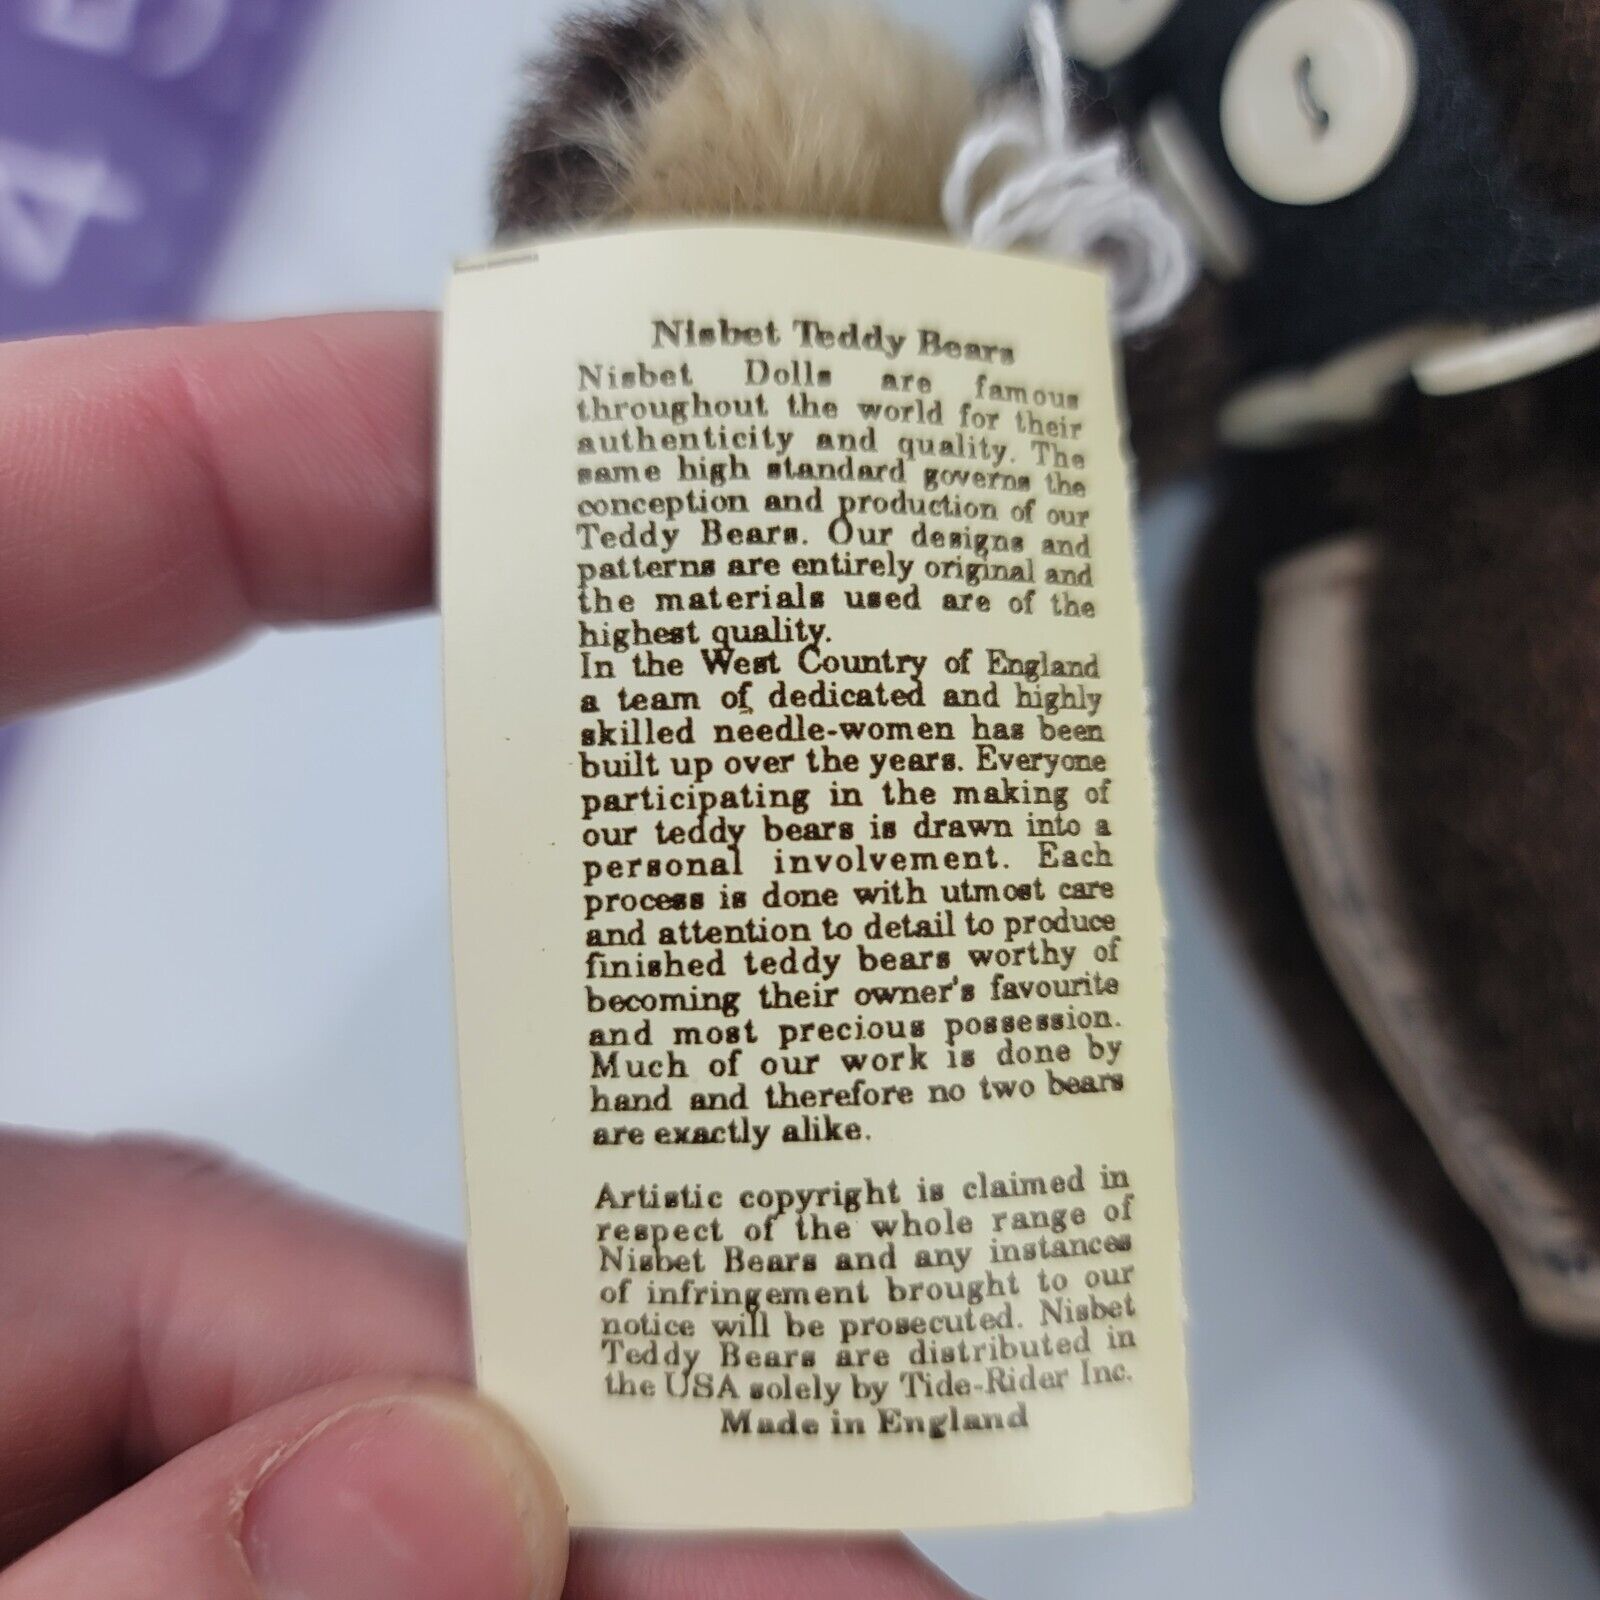 Nisbet Teddy Bears
Nisbet Dolls are famous
throughout the world for their
authenticity and quality. The
same high standard governs the
conception and production of our
Teddy Bears. Our designs and
patterns are entirely original and
the materials used are of the
highest quality.
In the West Country of England
a team of dedicated and highly
skilled needle-women has been
built up over the years. Everyone
participating in the making of
our teddy bears is drawn into a
personal involvement. Each
process is done with utmost care
and attention to detail to produce
finished teddy bears worthy of
becoming their owner's favourite
and most precious possession.
Much of our work is done by
hand and therefore no two bears
are exactly alike.
Artistic copyright is claimed in
respect of the whole range of
Nisbet Bears and any instances
of infringement brought to our
notice will be prosecuted. Nisbet
Teddy Bears are distributed in
the USA solely by Tide-Rider Inc.
Made in England